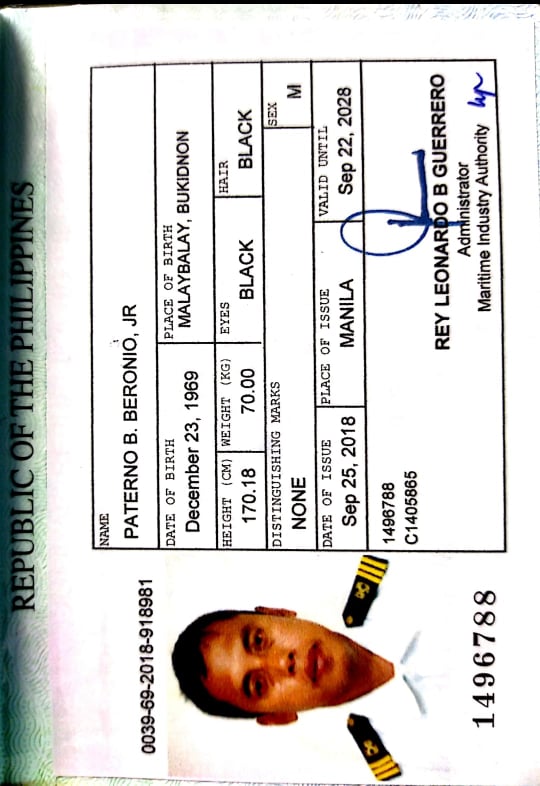 REPUBLIC OF THE PHILIPPINES
0039-69-2018-918981
NAME
PATERNO B. BERONIO, JR
DATE OF BIRTH PLACE OF BIRTH
December 23, 1969 MALAYBALAY, BUKIDNON
HEIGHT (CM) WEIGHT (KG) EYES HAIR
170.18 70.00 BLACK BLACK
DISTINGUISHING MARKS SEX
NONE M
DATE OF ISSUE PLACE OF ISSUE VALID UNTIL
Sep 25, 2018 MANILA Sep 22, 2028
1496788
C1405865
REY LEONARDO B GUERRERO
Administrator
Maritime Industry Authority
1496788